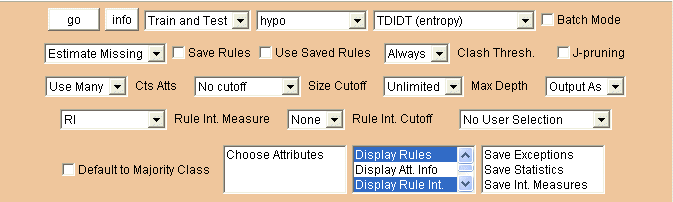 go info Train and Test hypo TDIDT (entropy) Batch Mode
Estimate Missing Save Rules Use Saved Rules Always Clash Thresh. J-pruning
Use Many Cts Atts No cutoff Size Cutoff Unlimited Max Depth Output As
RI Rule Int. Measure None Rule Int. Cutoff No User Selection
Default to Majority Class
Choose Attributes
Display Rules
Display Att. Info
Display Rule Int.
Save Exceptions
Save Statistics
Save Int. Measures